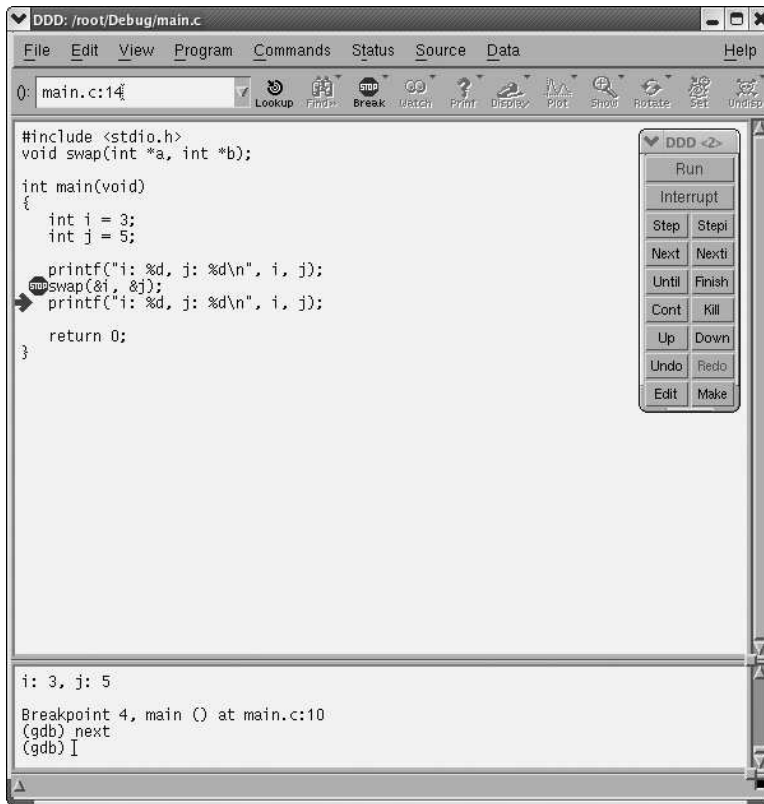 DDD: /root/Debug/main.c
File Edit View Program Commands Status Source Data Help
(): main.c:14
Lookup Find» Break Watch Print Display Plot Show Rotate Set Undisp
#include <stdio.h>
void swap(int *a, int *b);
int main(void)
{
int i = 3;
int j = 5;
printf("i: %d, j: %d\n", i, j);
STOP swap(&i, &j);
printf("i: %d, j: %d\n", i, j);
return 0;
}
DDD <2>
Run
Interrupt
Step Stepi
Next Nexti
Until Finish
Cont Kill
Up Down
Undo Redo
Edit Make
i: 3, j: 5
Breakpoint 4, main () at main.c:10
(gdb) next
(gdb)